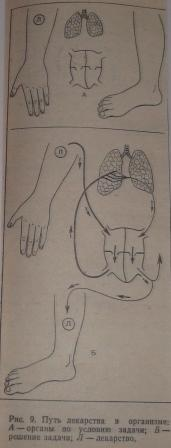 А
Л
Л
Б
Рис. 9. Путь лекарства в организме:
А — органы по условию задачи; Б —
решение задачи; Л — лекарство,